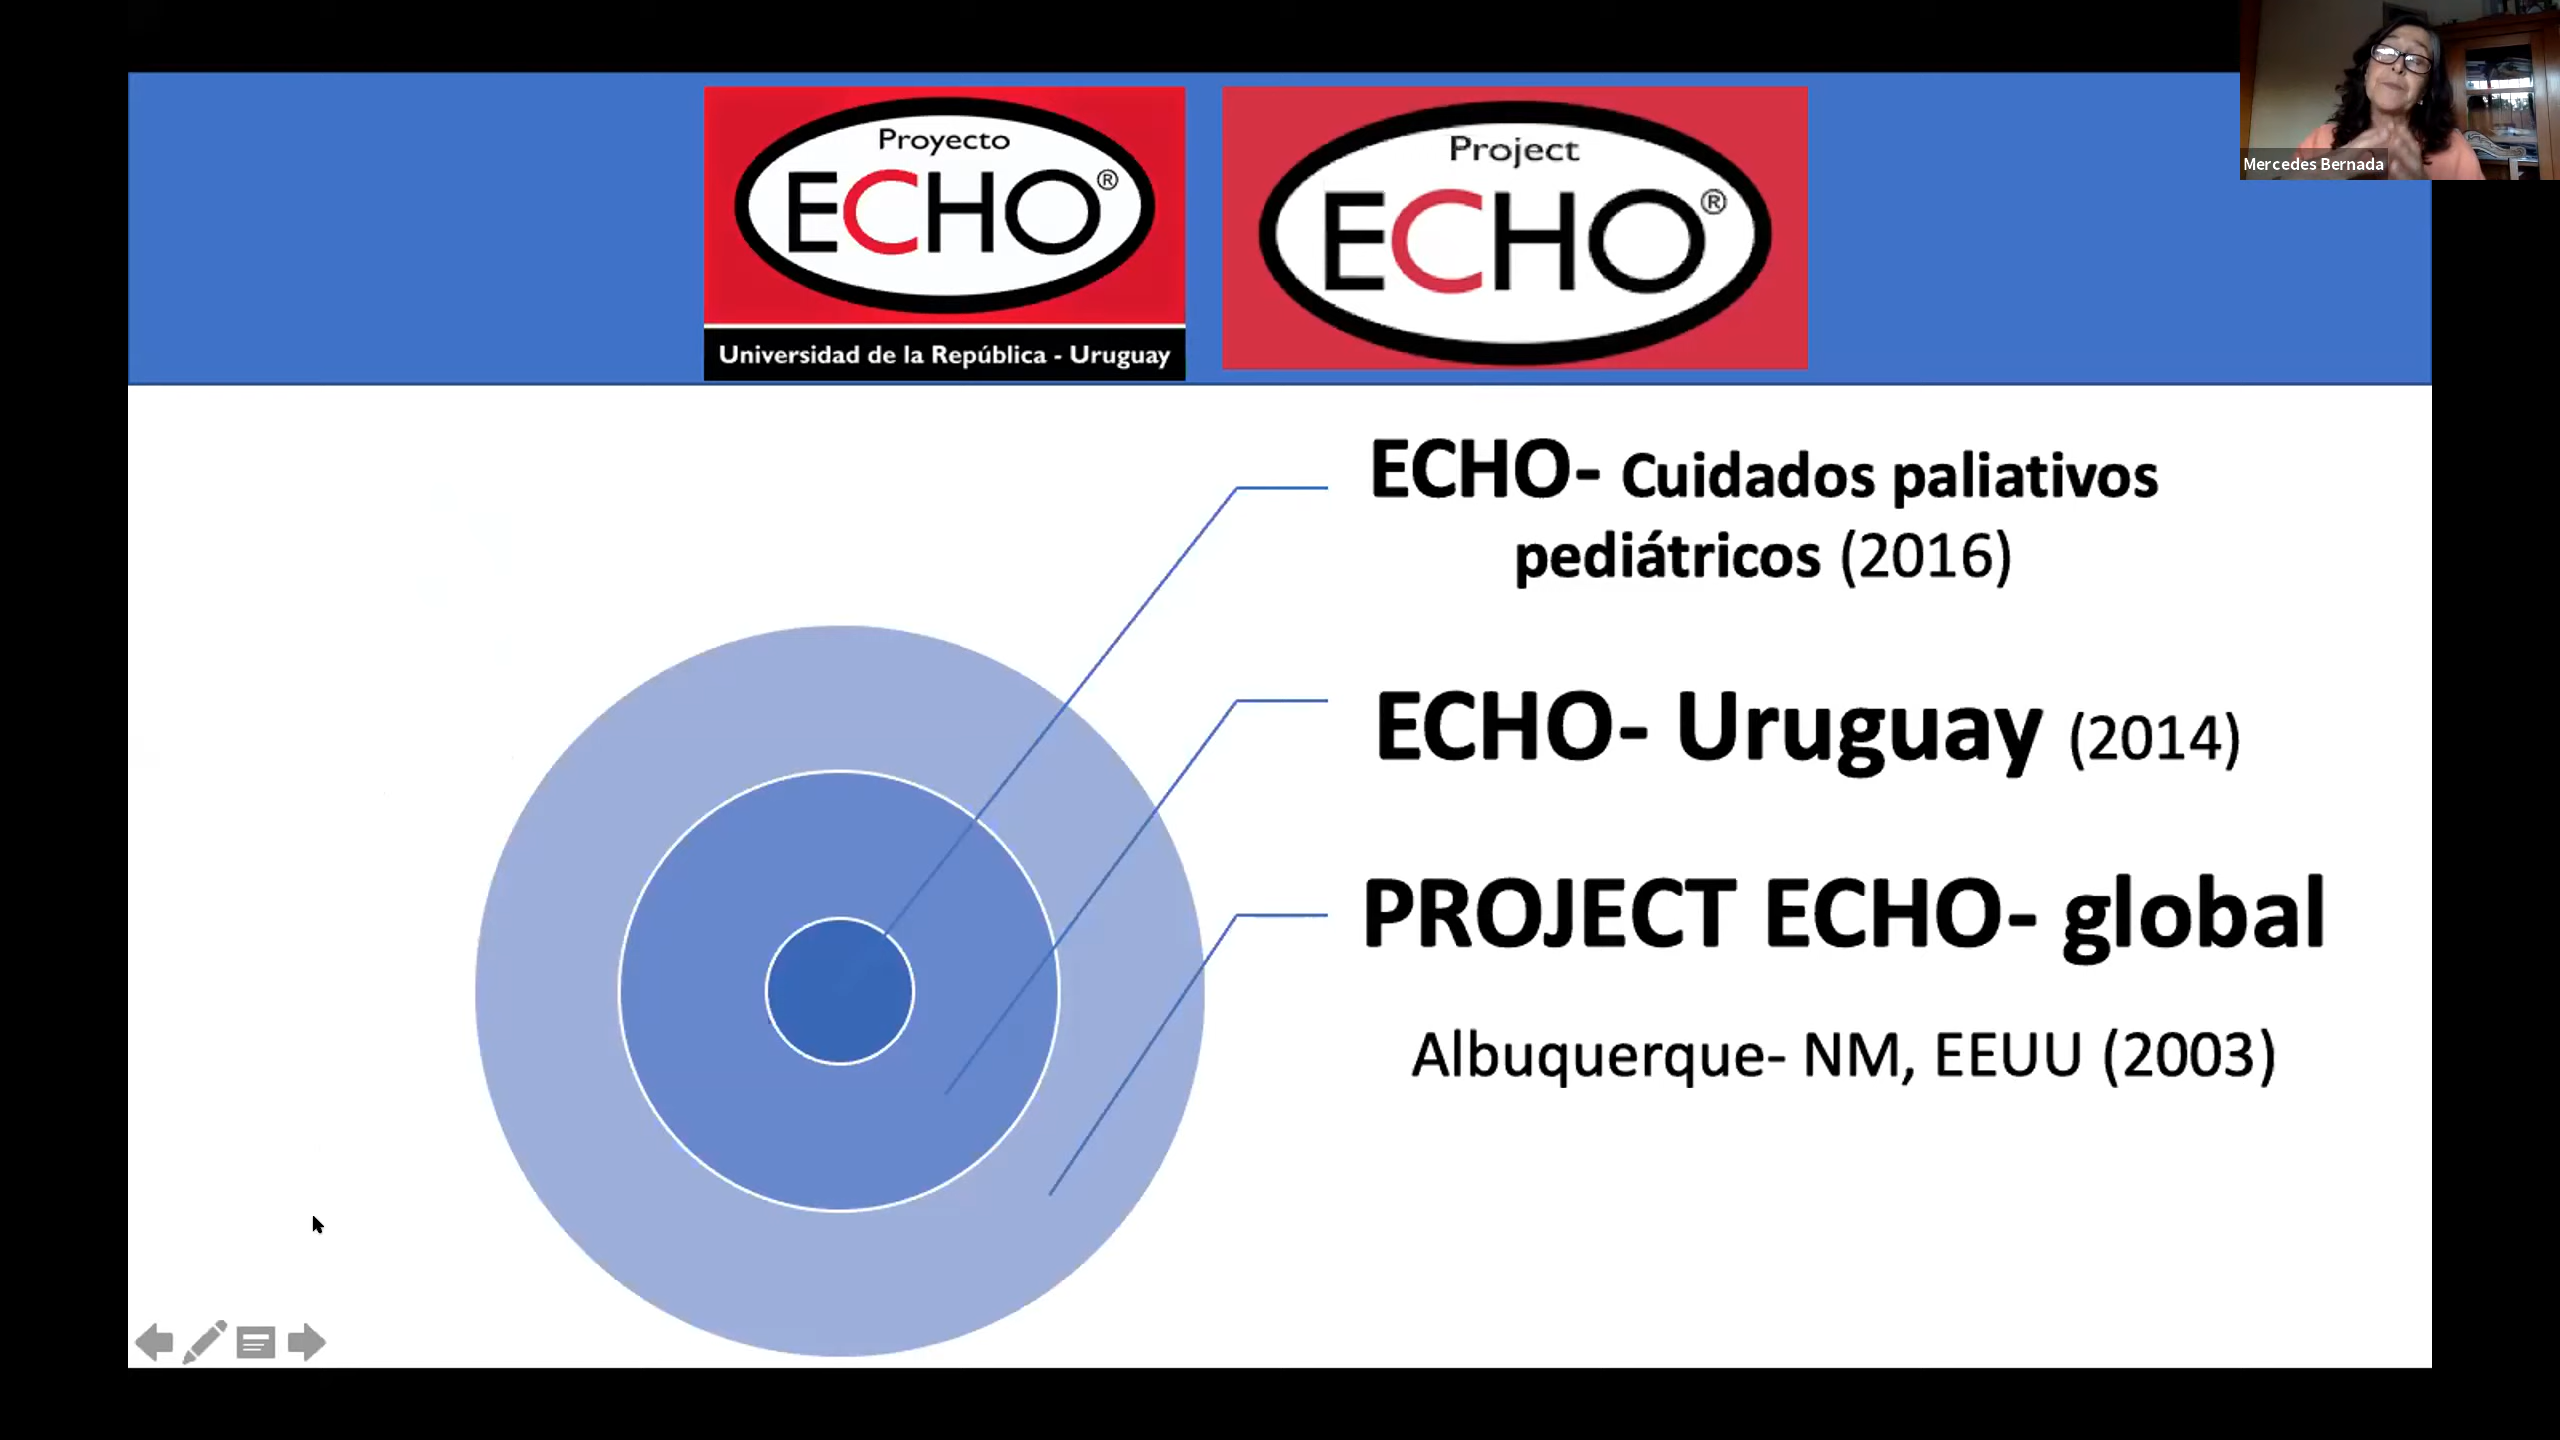 Proyecto
ECHO®
Universidad de la República - Uruguay
Project
ECHO®
Mercedes Bernada
ECHO- Cuidados paliativos
pediátricos (2016)
ECHO- Uruguay (2014)
PROJECT ECHO- global
Albuquerque- NM, EEUU (2003)